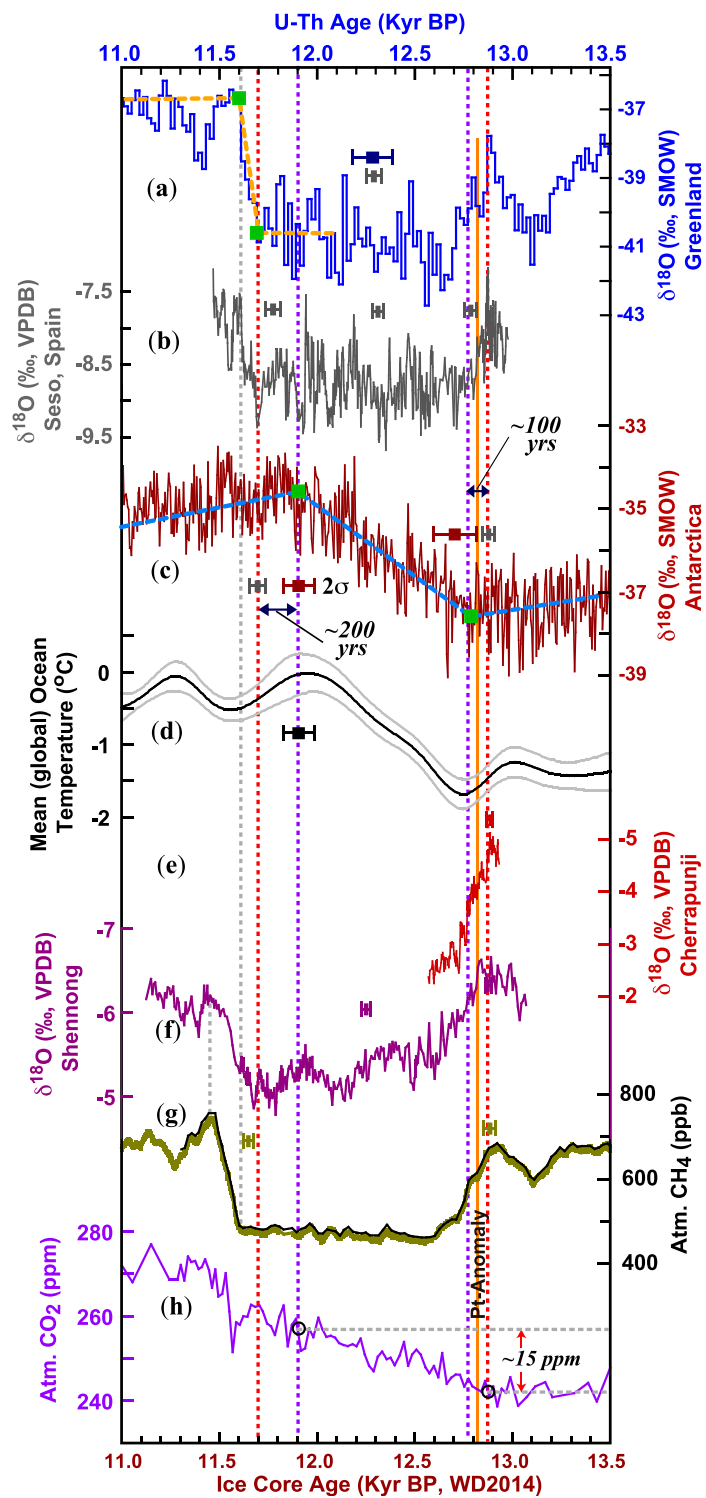 U-Th Age (Kyr BP)
11.0 11.5 12.0 12.5 13.0 13.5
-37
-39
-41
-43
δ18O (‰, SMOW)
Greenland
(a)
-7.5
-8.5
-9.5
δ18O (‰, VPDB)
Seso, Spain
(b)
~100
yrs
-33
-35
-37
-39
δ18O (‰, SMOW)
Antarctica
(c)
2σ
~200
yrs
0
-1
-2
Mean (global) Ocean
Temperature (°C)
(d)
(e)
-5
-4
-3
-2
δ18O (‰, VPDB)
Cherrapunji
-7
-6
-5
δ18O (‰, VPDB)
Shennong
(f)
(g)
800
600
400
Atm. CH4 (ppb)
Pt-Anomaly
280
260
240
Atm. CO2 (ppm)
(h)
~15 ppm
11.0 11.5 12.0 12.5 13.0 13.5
Ice Core Age (Kyr BP, WD2014)